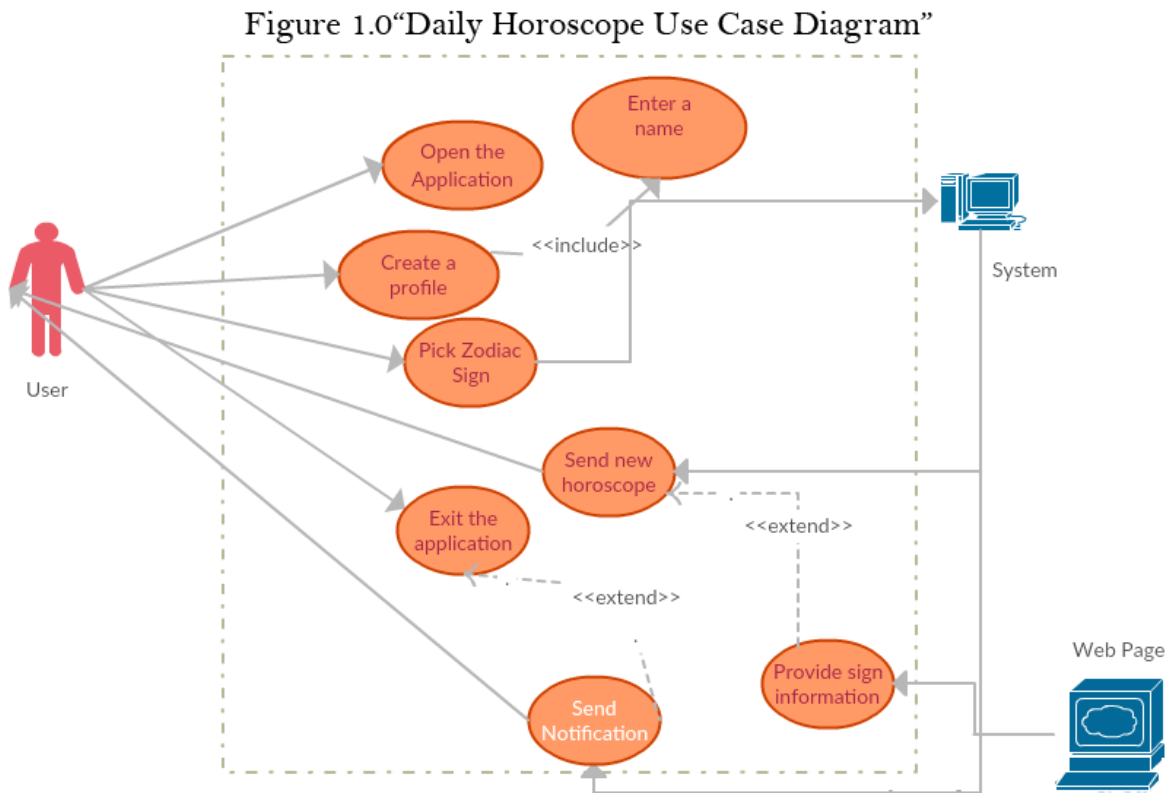 Figure 1.0“Daily Horoscope Use Case Diagram”
Enter a
name
Open the
Application
<<include>>
Create a
profile
System
Pick Zodiac
Sign
User
Send new
horoscope
Exit the
application
<<extend>>
<<extend>>
Web Page
Provide sign
information
Send
Notification